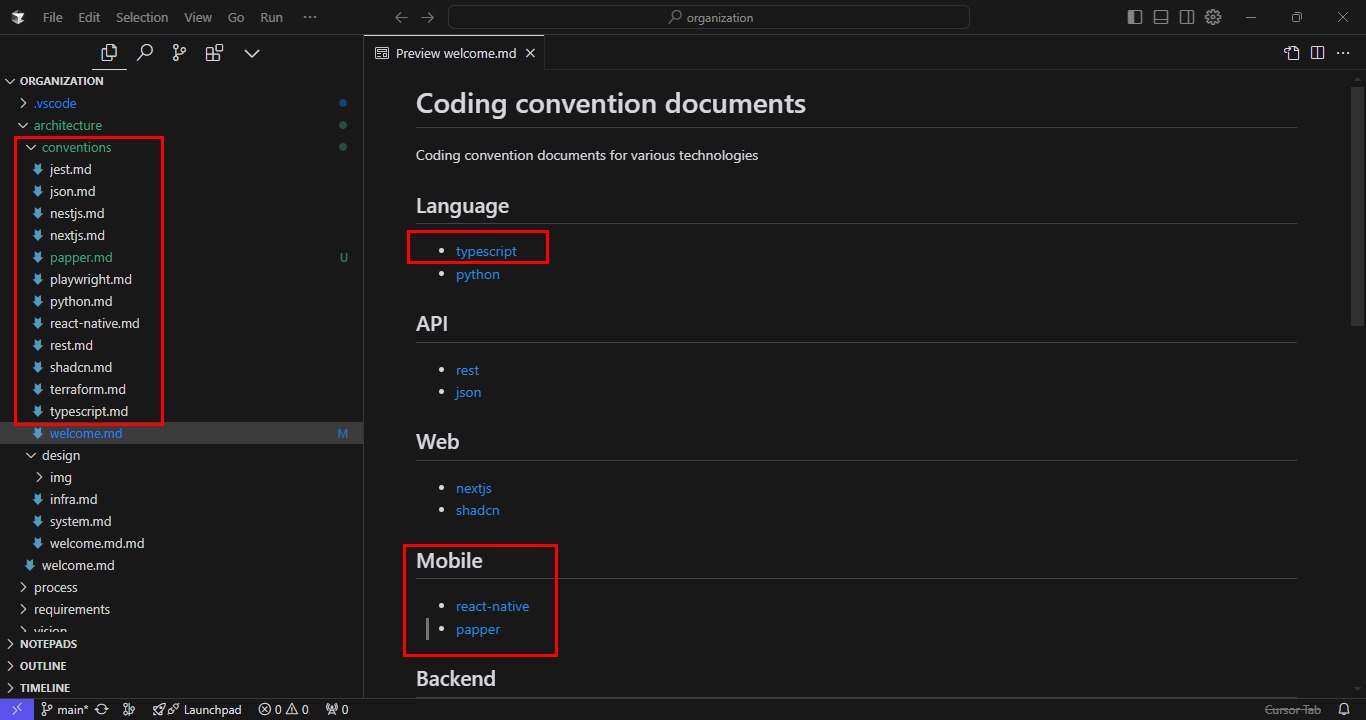 File Edit Selection View Go Run ···
organization
Preview welcome.md
ORGANIZATION
.vscode
architecture
conventions
jest.md
json.md
nestjs.md
nextjs.md
papper.md U
playwright.md
python.md
react-native.md
rest.md
shadcn.md
terraform.md
typescript.md
welcome.md M
design
img
infra.md
system.md
welcome.md.md
welcome.md
process
requirements
vision
NOTEPADS
OUTLINE
TIMELINE
Coding convention documents
Coding convention documents for various technologies
Language
• typescript
• python
API
• rest
• json
Web
• nextjs
• shadcn
Mobile
• react-native
• papper
Backend
main* Launchpad 0 0 0 Cursor Tab